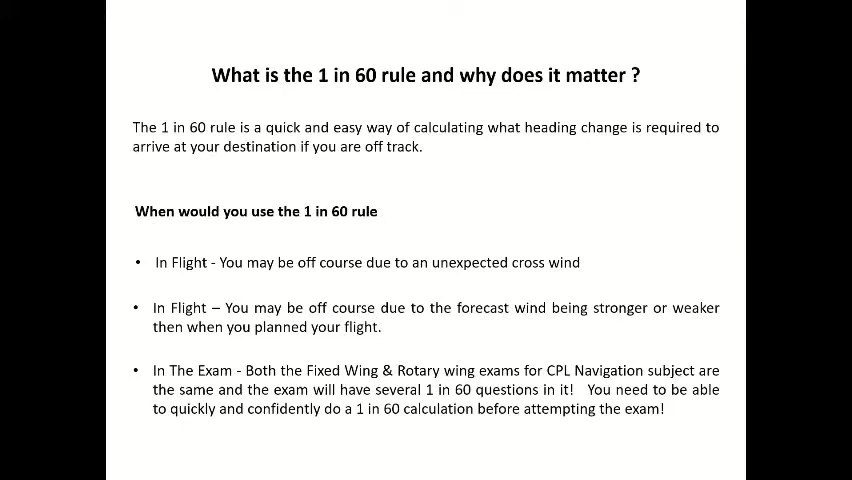 What is the 1 in 60 rule and why does it matter ?
The 1 in 60 rule is a quick and easy way of calculating what heading change is required to
arrive at your destination if you are off track.
When would you use the 1 in 60 rule
• In Flight - You may be off course due to an unexpected cross wind
• In Flight – You may be off course due to the forecast wind being stronger or weaker
then when you planned your flight.
• In The Exam - Both the Fixed Wing & Rotary wing exams for CPL Navigation subject are
the same and the exam will have several 1 in 60 questions in it! You need to be able
to quickly and confidently do a 1 in 60 calculation before attempting the exam!